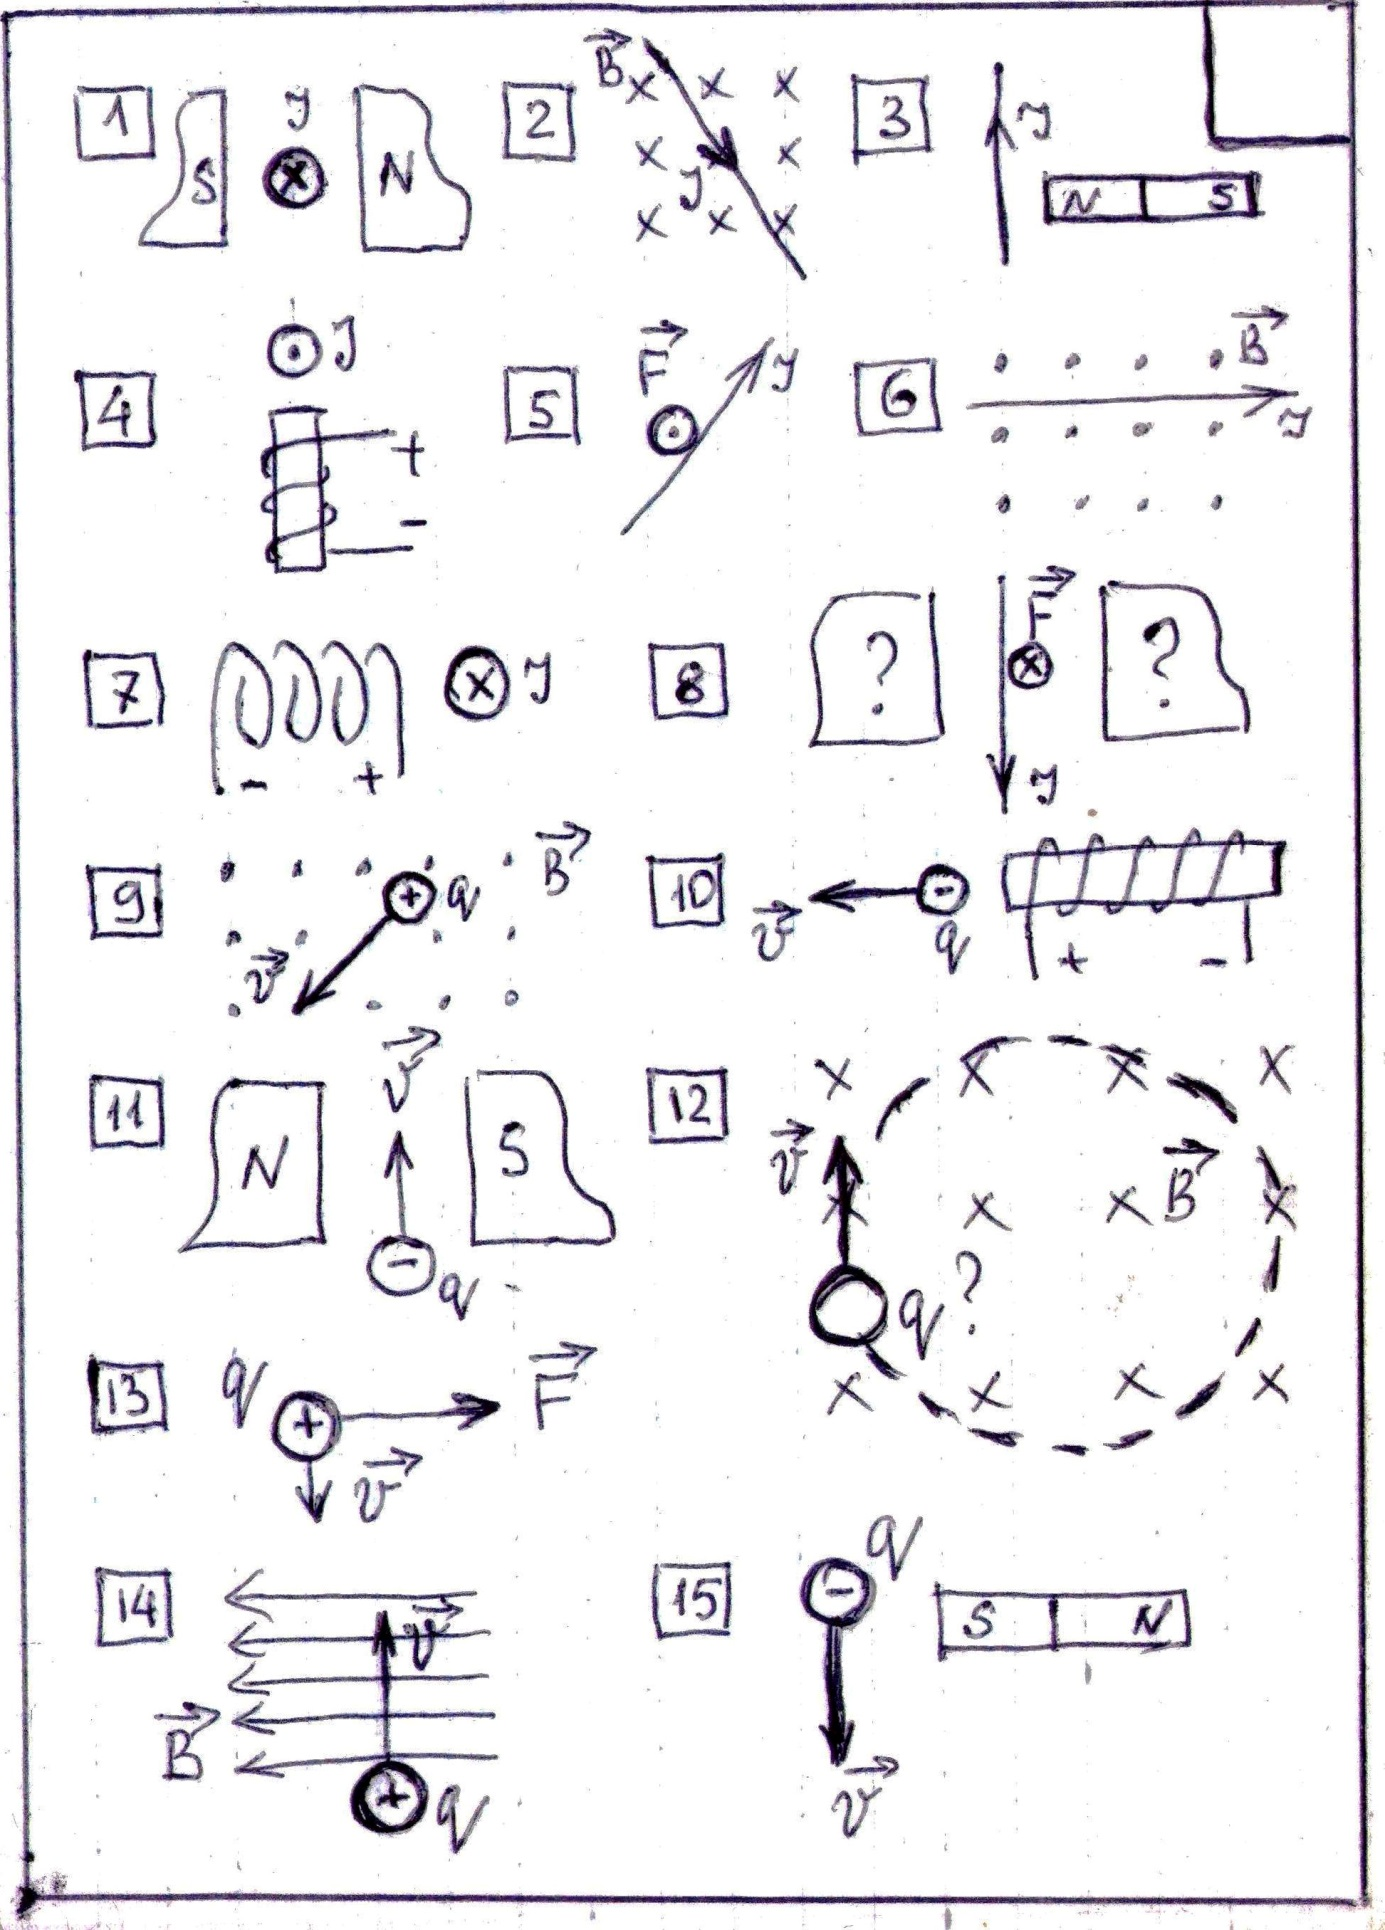 1 S I N
2 B I
3 I N S
4 I + -
5 F I
6 B I
7 - + I
8 ? F ? I
9 B q v
10 v q + -
11 N v S q
12 v B q ?
13 q F v
14 v B q
15 q S N v